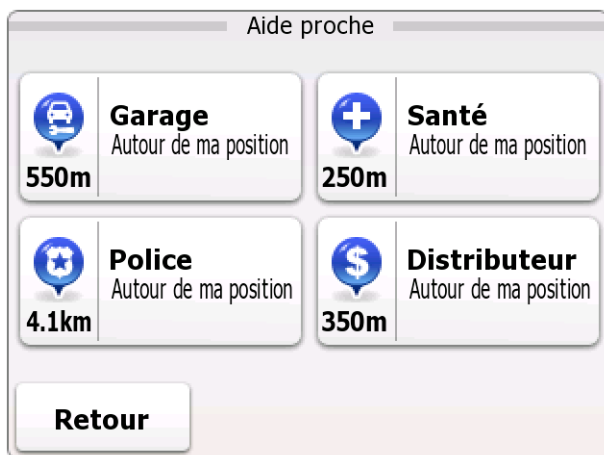 Aide proche
Garage
Autour de ma position
550m
Santé
Autour de ma position
250m
Police
Autour de ma position
4.1km
Distributeur
Autour de ma position
350m
Retour